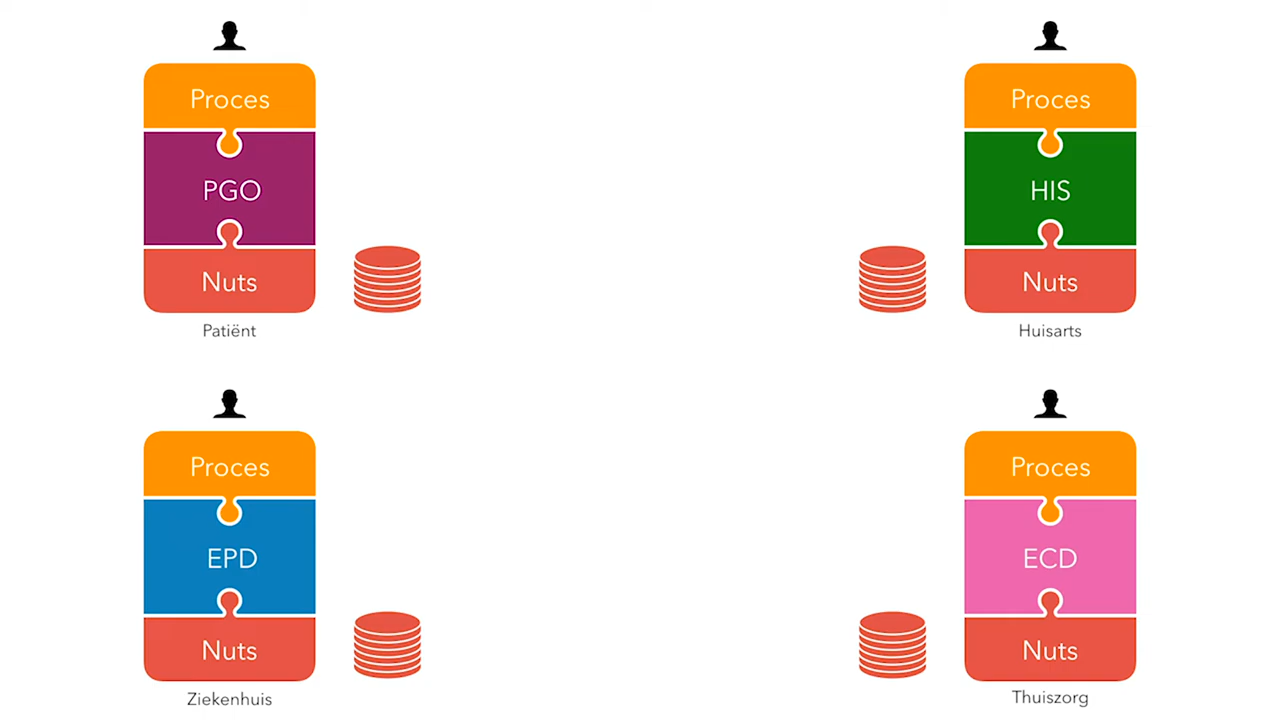 Proces
PGO
Nuts
Patiënt
Proces
HIS
Nuts
Huisarts
Proces
EPD
Nuts
Ziekenhuis
Proces
ECD
Nuts
Thuiszorg